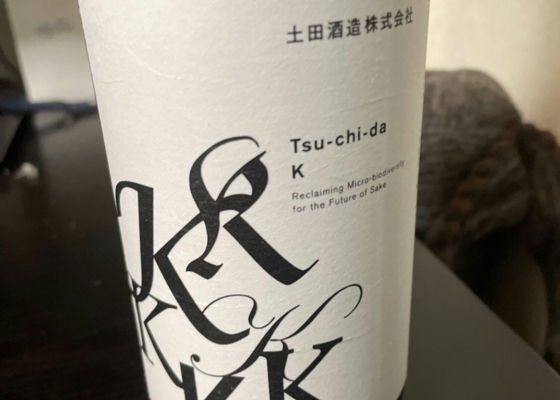 土田酒造株式会社
Tsu-chi-da
K
Reclaiming Micro-biodiversity
for the Future of Sake
K
K
K
K
K
K